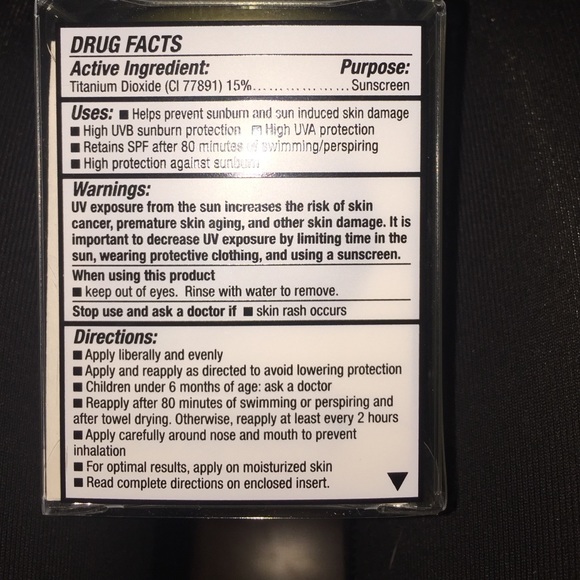 DRUG FACTS
Active Ingredient: Purpose:
Titanium Dioxide (CI 77891) 15%.................. Sunscreen
Uses: ■ Helps prevent sunburn and sun induced skin damage
■ High UVB sunburn protection ■ High UVA protection
■ Retains SPF after 80 minutes of swimming/perspiring
■ High protection against sunburn
Warnings:
UV exposure from the sun increases the risk of skin
cancer, premature skin aging, and other skin damage. It is
important to decrease UV exposure by limiting time in the
sun, wearing protective clothing, and using a sunscreen.
When using this product
■ keep out of eyes. Rinse with water to remove.
Stop use and ask a doctor if ■ skin rash occurs
Directions:
■ Apply liberally and evenly
■ Apply and reapply as directed to avoid lowering protection
■ Children under 6 months of age: ask a doctor
■ Reapply after 80 minutes of swimming or perspiring and
after towel drying. Otherwise, reapply at least every 2 hours
■ Apply carefully around nose and mouth to prevent
inhalation
■ For optimal results, apply on moisturized skin
■ Read complete directions on enclosed insert.